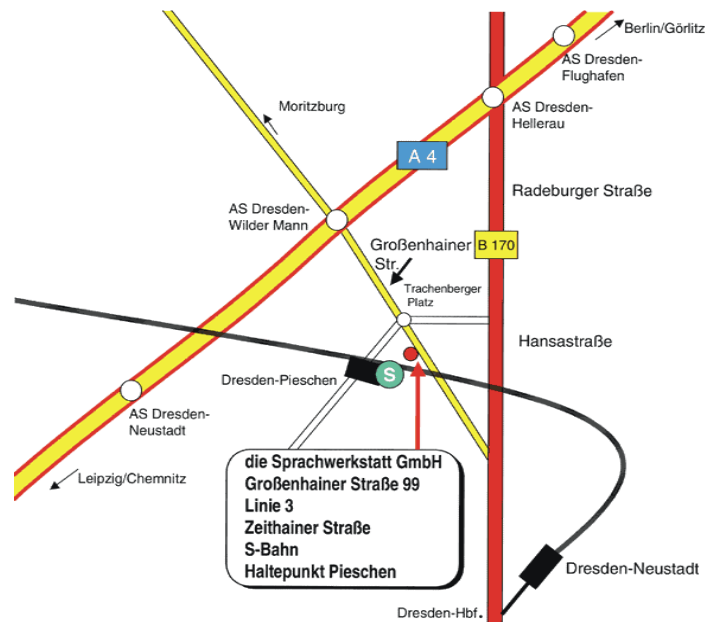 Berlin/Görlitz
AS Dresden-
Flughafen
Moritzburg
AS Dresden-
Hellerau
A 4
Radeburger Straße
AS Dresden-
Wilder Mann
Großenhainer
Str.
B 170
Trachenberger
Platz
Hansastraße
Dresden-Pieschen
S
AS Dresden-
Neustadt
Leipzig/Chemnitz
die Sprachwerkstatt GmbH
Großenhainer Straße 99
Linie 3
Zeithainer Straße
S-Bahn
Haltepunkt Pieschen
Dresden-Neustadt
Dresden-Hbf.